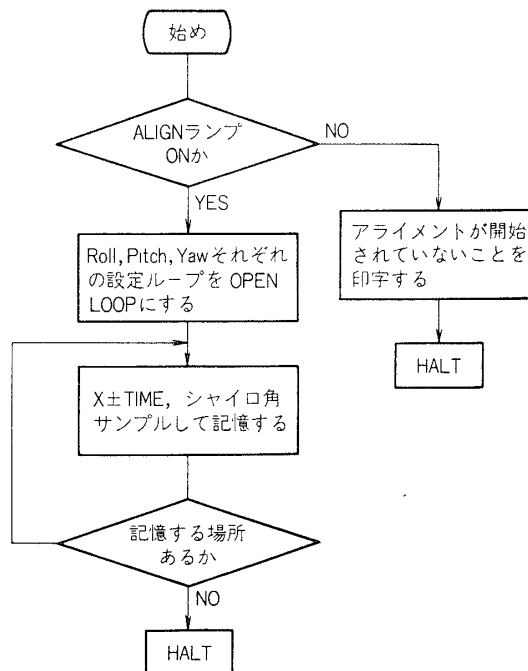 始め
ALIGNランプ
ONか
NO
YES
Roll,Pitch,Yawそれぞれ
の設定ループを OPEN
LOOPにする
アライメントが開始
されていないことを
印字する
HALT
X±TIME, シャイロ角
サンプルして記憶する
記憶する場所
あるか
NO
HALT